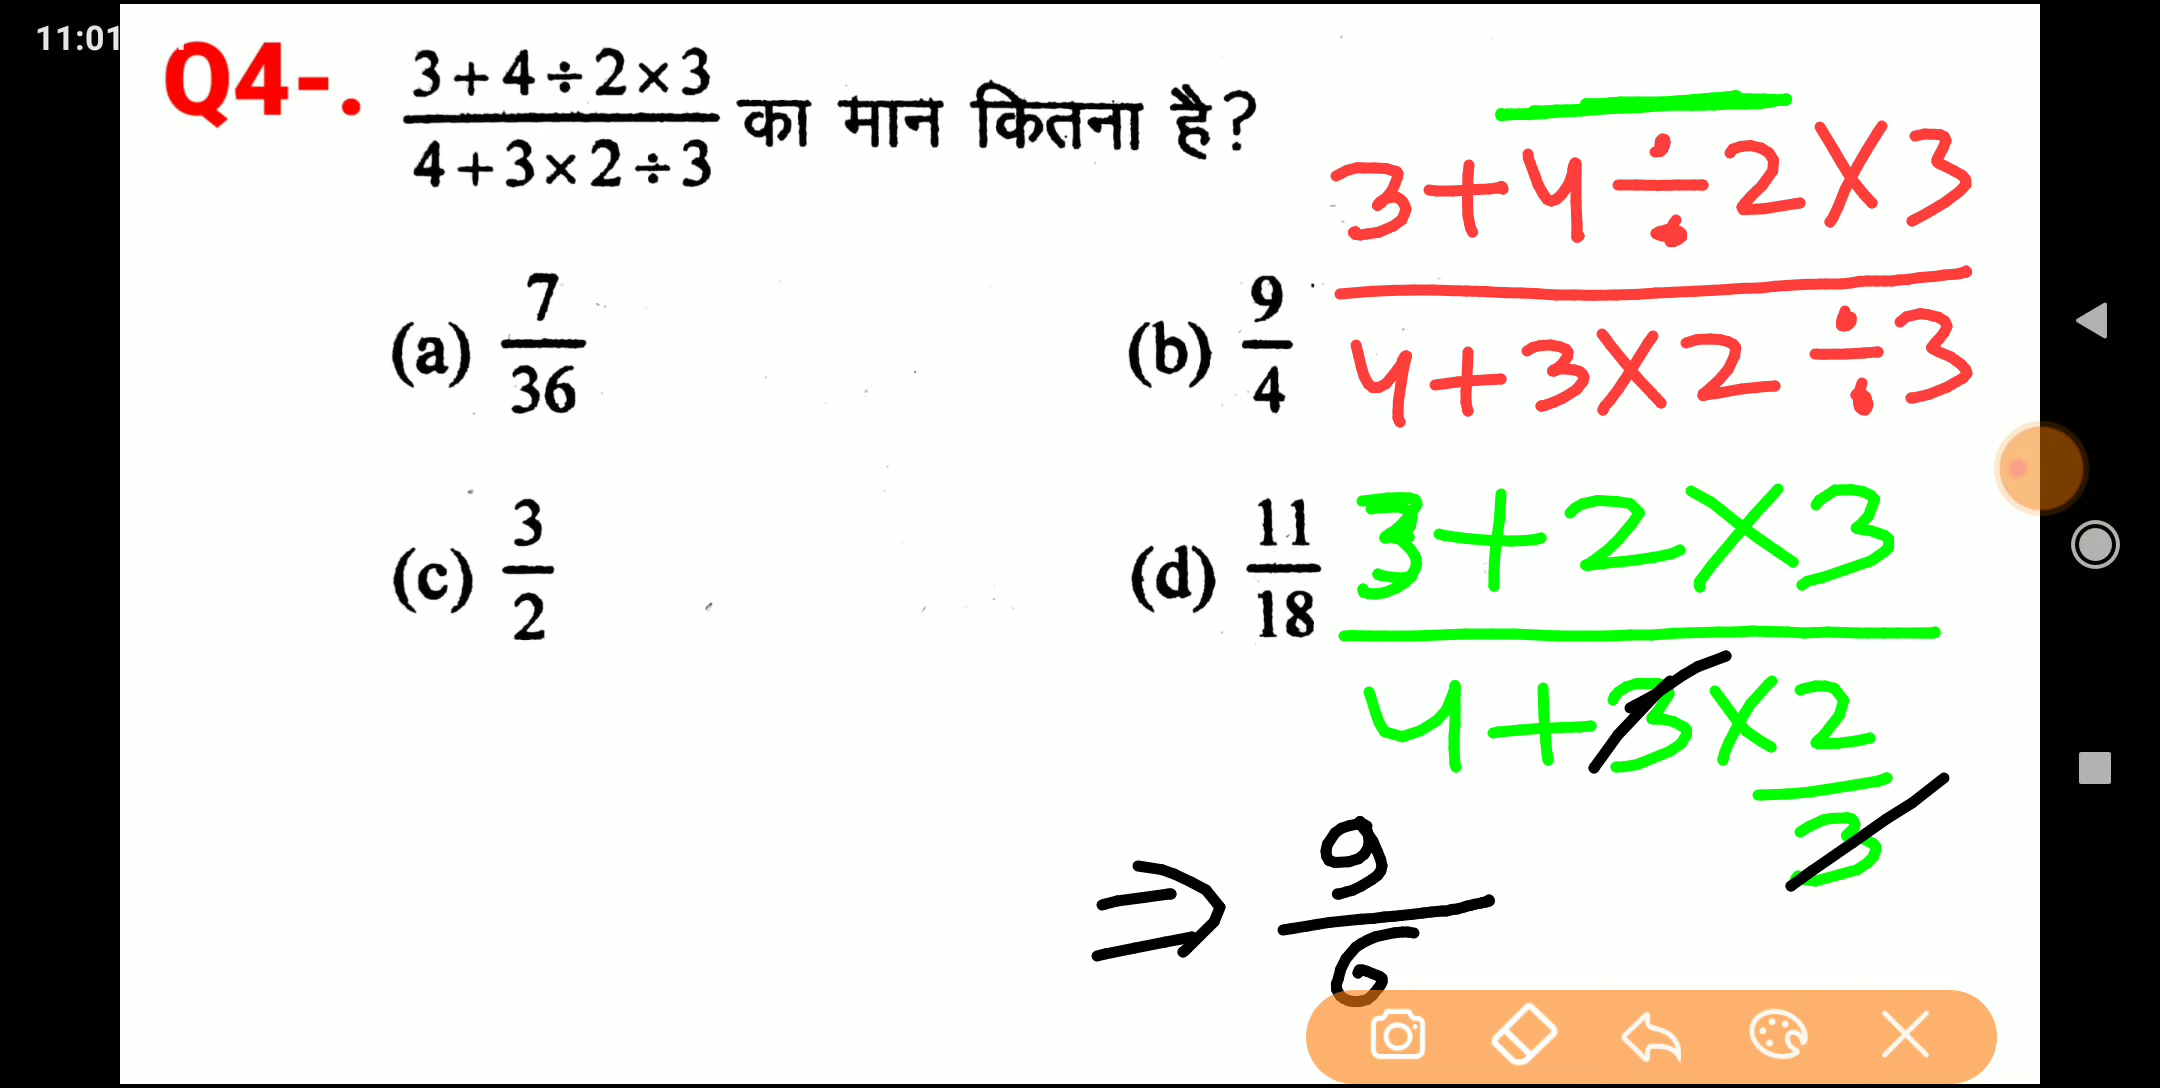 11:01
Q4-. 3+4÷2×3 / 4+3×2÷3 का मान कितना है?
(a) 7/36
(b) 9/4
(c) 3/2
(d) 11/18
3+4÷2×3
4+3×2÷3
3+2×3
4+3×2/3
⇒ 9/6